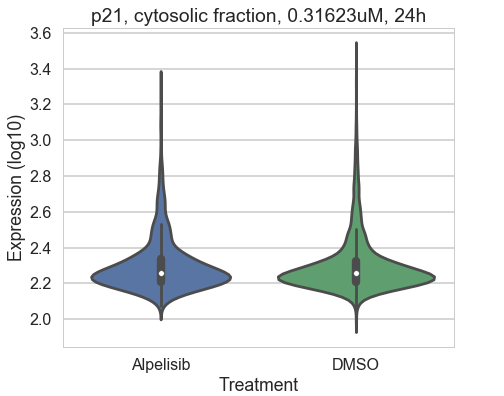 p21, cytosolic fraction, 0.31623uM, 24h
3.6
3.4
3.2
3.0
2.8
2.6
2.4
2.2
2.0
Expression (log10)
Alpelisib
DMSO
Treatment